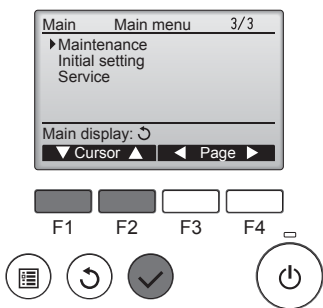 Main Main menu 3/3
Maintenance
Initial setting
Service
Main display:
Cursor Page
F1 F2 F3 F4